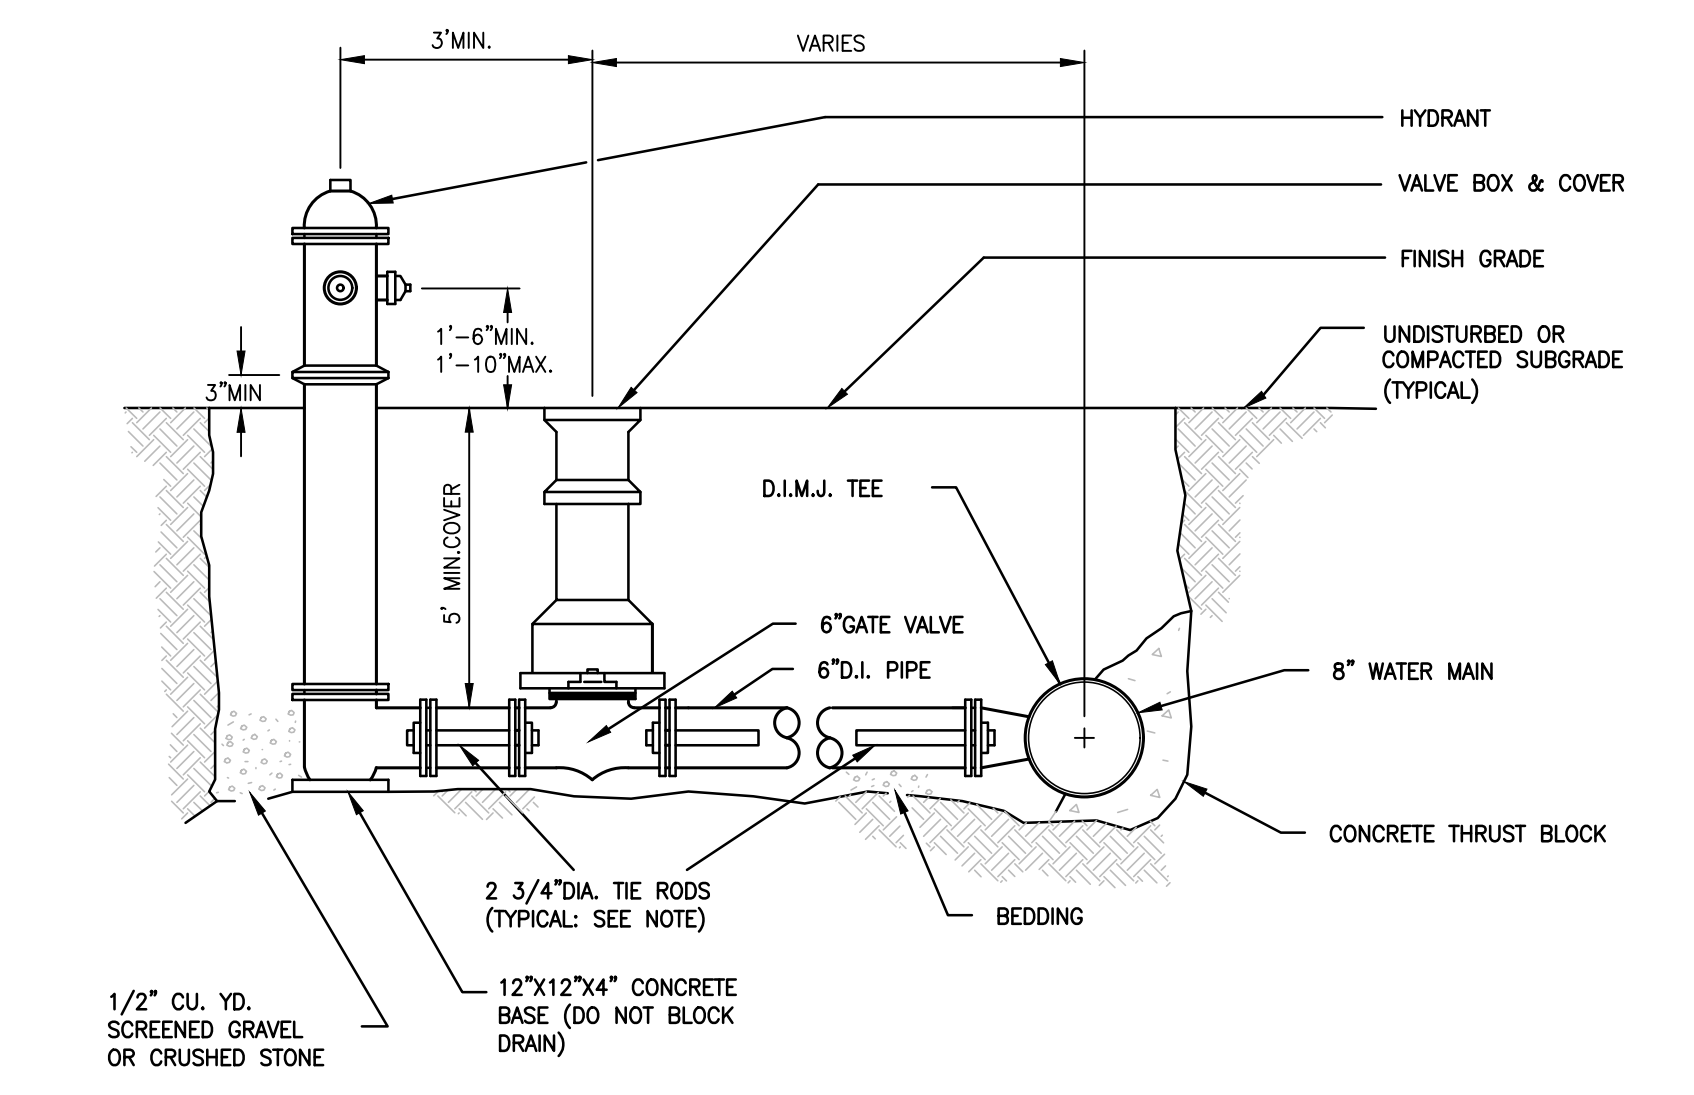 3'MIN.
VARIES
HYDRANT
VALVE BOX & COVER
FINISH GRADE
UNDISTURBED OR
COMPACTED SUBGRADE
(TYPICAL)
1'-6"MIN.
1'-10"MAX.
3"MIN
5' MIN.COVER
D.I.M.J. TEE
6"GATE VALVE
6"D.I. PIPE
8" WATER MAIN
CONCRETE THRUST BLOCK
2 3/4"DIA. TIE RODS
(TYPICAL: SEE NOTE)
BEDDING
12"X12"X4" CONCRETE
BASE (DO NOT BLOCK
DRAIN)
1/2" CU. YD.
SCREENED GRAVEL
OR CRUSHED STONE